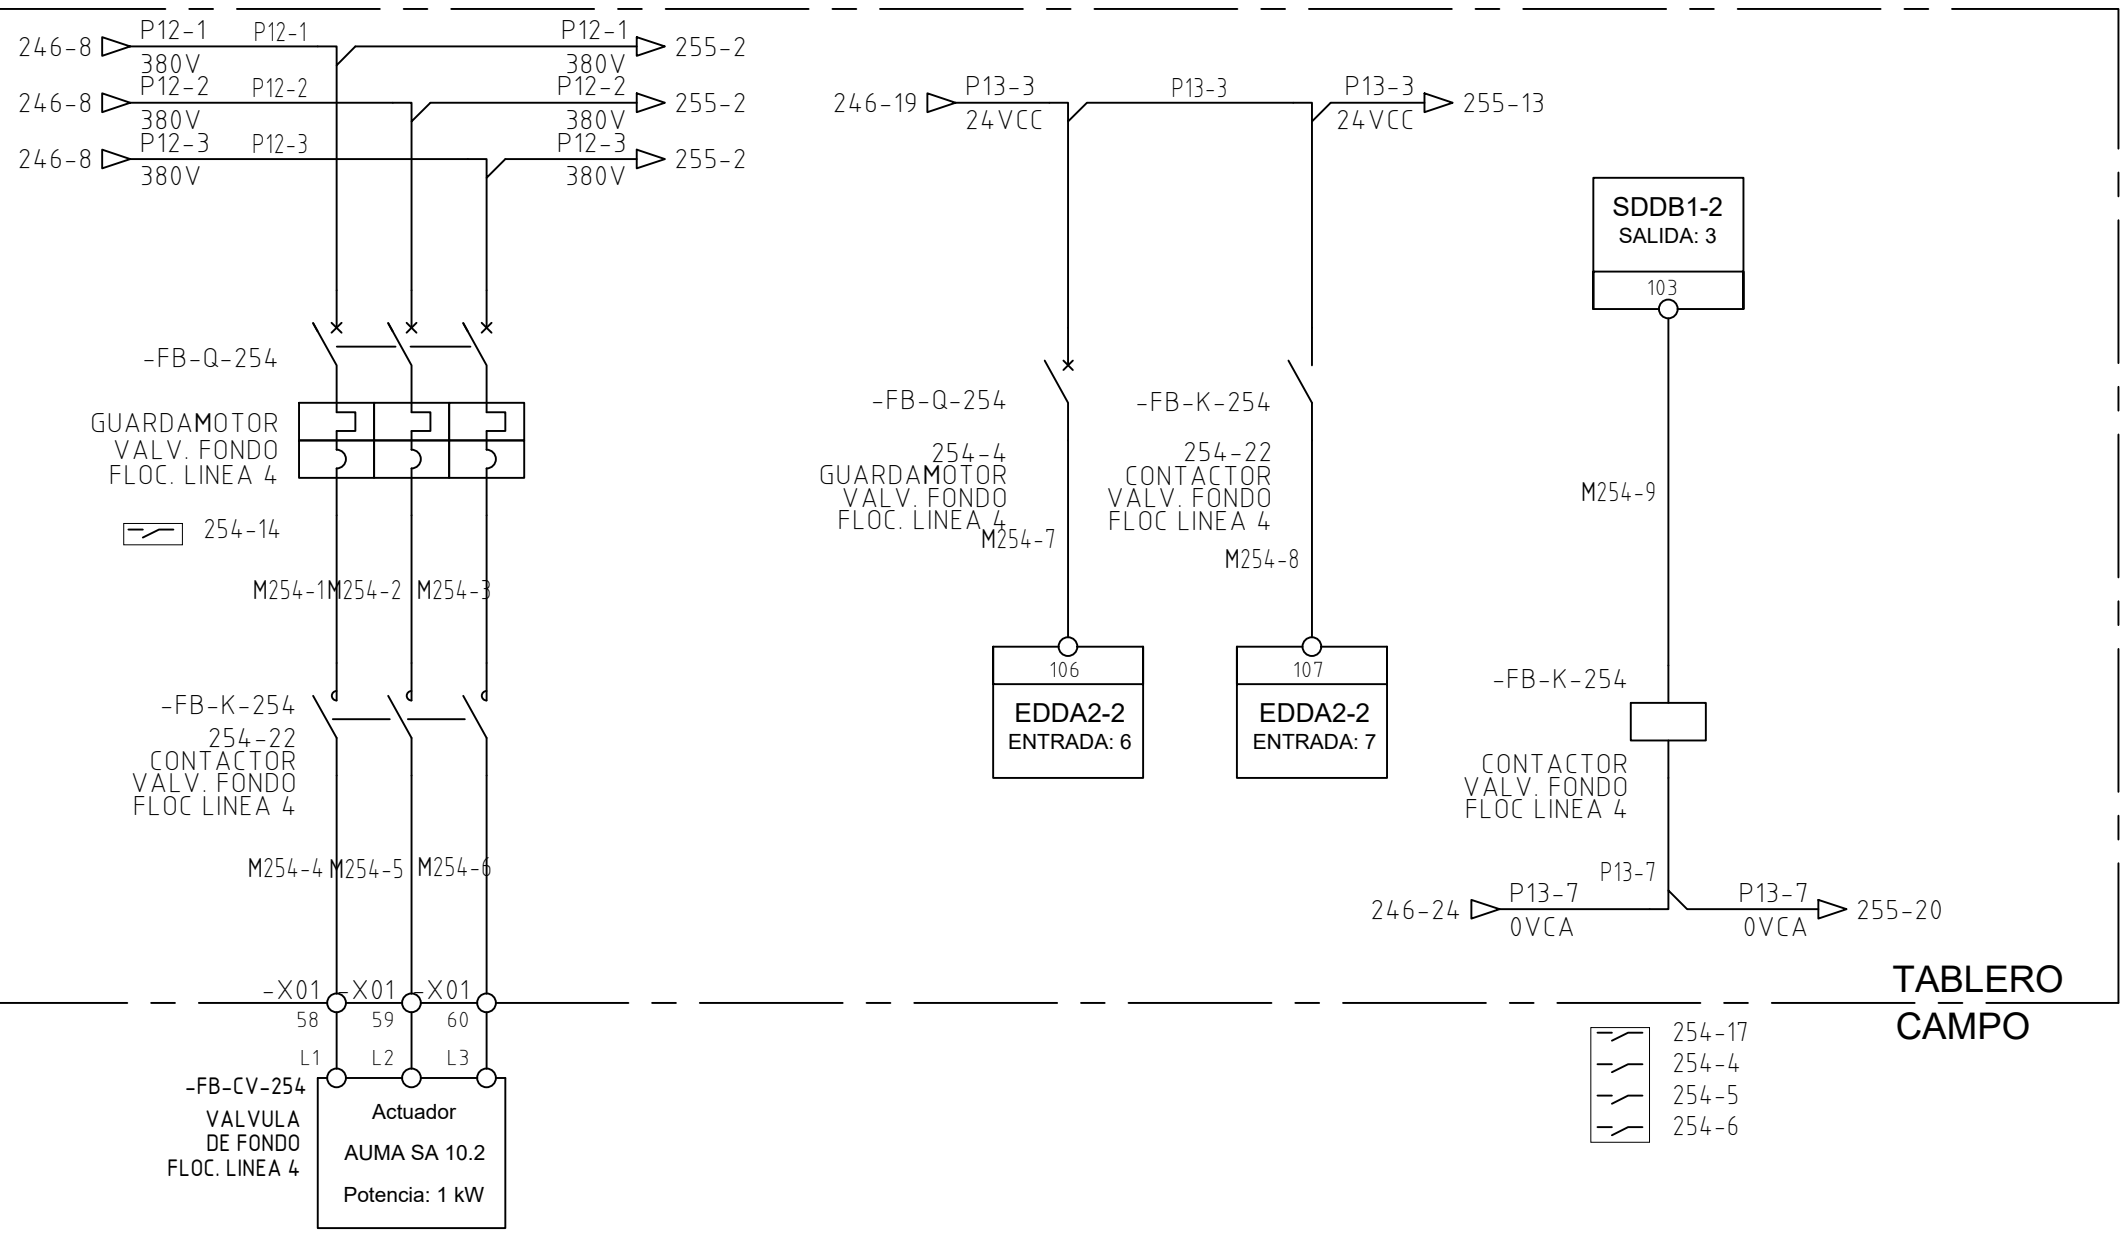 246-8 P12-1 P12-1 P12-1 255-2
380V 380V
246-8 P12-2 P12-2 P12-2 255-2
380V 380V
246-8 P12-3 P12-3 P12-3 255-2
380V 380V
-FB-Q-254
GUARDAMOTOR
VALV. FONDO
FLOC. LINEA 4
254-14
M254-1 M254-2 M254-3
-FB-K-254
254-22
CONTACTOR
VALV. FONDO
FLOC LINEA 4
M254-4 M254-5 M254-6
-X01 -X01 -X01
58 59 60
L1 L2 L3
-FB-CV-254
VALVULA
DE FONDO
FLOC. LINEA 4
Actuador
AUMA SA 10.2
Potencia: 1 kW
246-19 P13-3 P13-3 P13-3 255-13
24VCC 24VCC
-FB-Q-254
254-4
GUARDAMOTOR
VALV. FONDO
FLOC. LINEA 4
M254-7
106
EDDA2-2
ENTRADA: 6
-FB-K-254
254-22
CONTACTOR
VALV. FONDO
FLOC LINEA 4
M254-8
107
EDDA2-2
ENTRADA: 7
SDDB1-2
SALIDA: 3
103
M254-9
-FB-K-254
CONTACTOR
VALV. FONDO
FLOC LINEA 4
P13-7
246-24 P13-7 P13-7 255-20
0VCA 0VCA
TABLERO
CAMPO
254-17
254-4
254-5
254-6